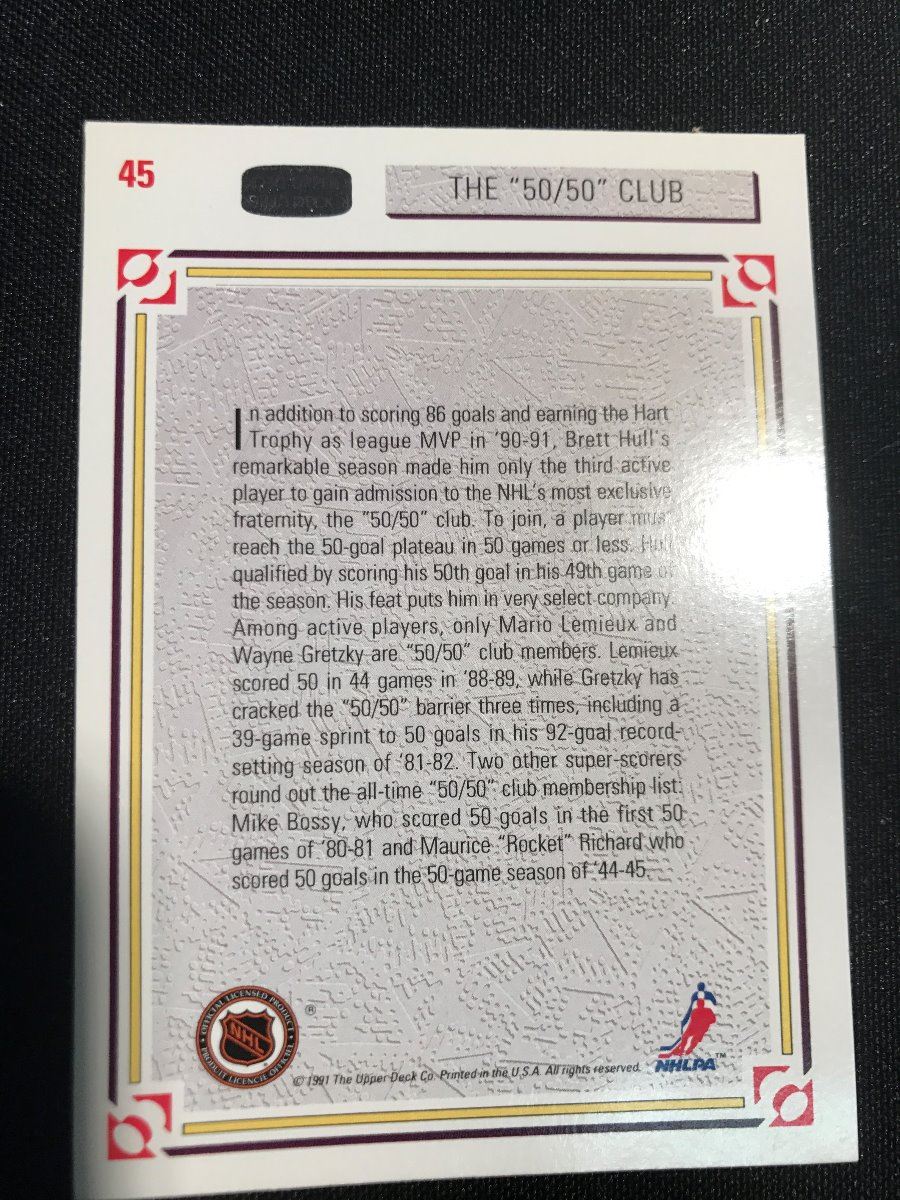 45
THE "50/50" CLUB
In addition to scoring 86 goals and earning the Hart
Trophy as league MVP in '90-91, Brett Hull's
remarkable season made him only the third active
player to gain admission to the NHL's most exclusive
fraternity, the "50/50" club. To join, a player must
reach the 50-goal plateau in 50 games or less. Hull
qualified by scoring his 50th goal in his 49th game of
the season. His feat puts him in very select company.
Among active players, only Mario Lemieux and
Wayne Gretzky are "50/50" club members. Lemieux
scored 50 in 44 games in '88-89, while Gretzky has
cracked the "50/50" barrier three times, including a
39-game sprint to 50 goals in his 92-goal record-
setting season of '81-82. Two other super-scorers
round out the all-time "50/50" club membership list:
Mike Bossy, who scored 50 goals in the first 50
games of '80-81 and Maurice "Rocket" Richard who
scored 50 goals in the 50-game season of '44-45.
OFFICIAL LICENSED PRODUCT
NHL
PRODUIT LICENCIÉ OFFICIEL
®
NHLPA™
© 1991 The Upper Deck Co. Printed in the U.S.A. All rights reserved.